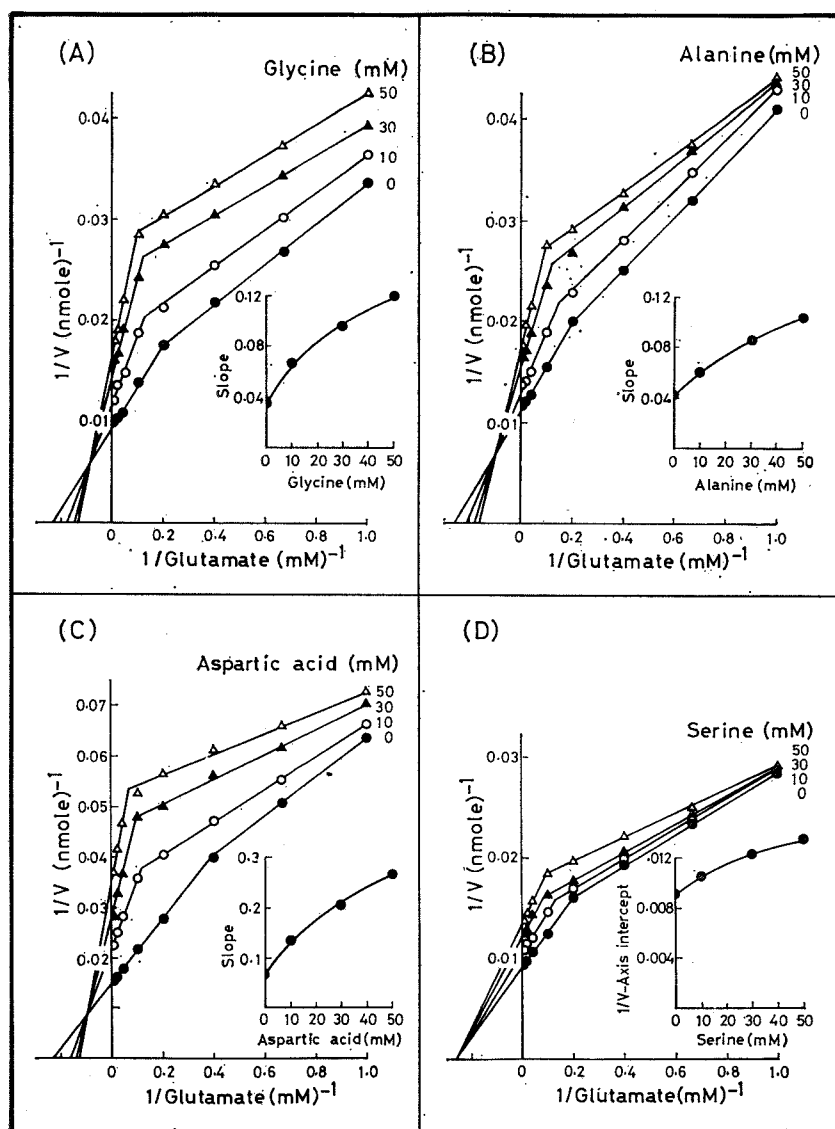 (A)
Glycine (mM)
50
30
10
0
0.04
0.03
0.02
0.01
1/V (nmole)⁻¹
0.12
0.08
0.04
Slope
0 10 20 30 40 50
Glycine (mM)
0 0.2 0.4 0.6 0.8 1.0
1/Glutamate (mM)⁻¹
(B)
Alanine (mM)
50
30
10
0
0.04
0.03
0.02
0.01
1/V (nmole)⁻¹
0.12
0.08
0.04
Slope
0 10 20 30 40 50
Alanine (mM)
0 0.2 0.4 0.6 0.8 1.0
1/Glutamate (mM)⁻¹
(C)
Aspartic acid (mM)
50
30
10
0
0.07
0.06
0.05
0.04
0.03
0.02
0.01
1/V (nmole)⁻¹
0.3
0.2
0.1
Slope
0 10 20 30 40 50
Aspartic acid (mM)
0 0.2 0.4 0.6 0.8 1.0
1/Glutamate (mM)⁻¹
(D)
Serine (mM)
50
30
10
0
0.03
0.02
0.01
1/V (nmole)⁻¹
0.012
0.008
0.004
1/V-Axis intercept
0 10 20 30 40 50
Serine (mM)
0 0.2 0.4 0.6 0.8 1.0
1/Glutamate (mM)⁻¹